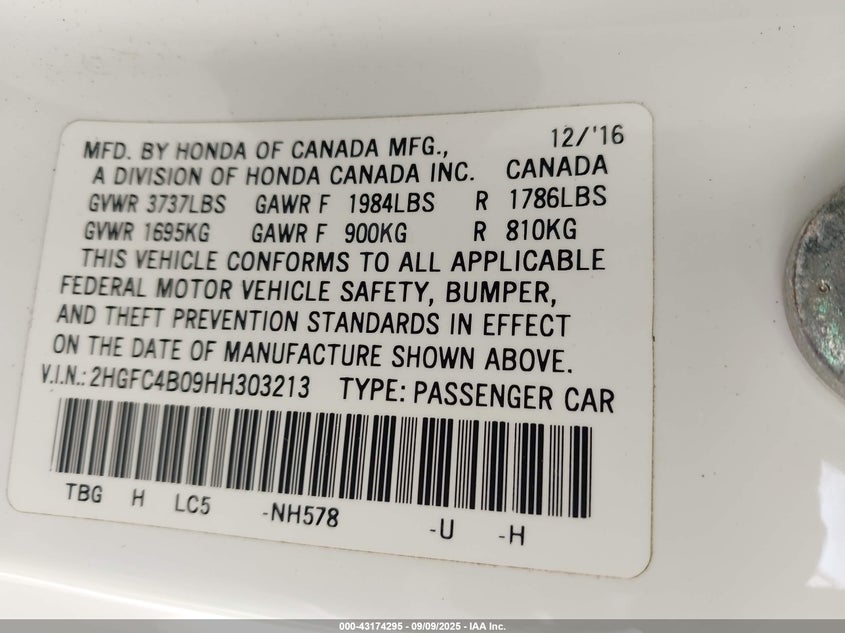 MFD. BY HONDA OF CANADA MFG., 12/'16
A DIVISION OF HONDA CANADA INC. CANADA
GVWR 3737LBS GAWR F 1984LBS R 1786LBS
GVWR 1695KG GAWR F 900KG R 810KG
THIS VEHICLE CONFORMS TO ALL APPLICABLE
FEDERAL MOTOR VEHICLE SAFETY, BUMPER,
AND THEFT PREVENTION STANDARDS IN EFFECT
ON THE DATE OF MANUFACTURE SHOWN ABOVE.
V.I.N.: 2HGFC4B09HH303213 TYPE: PASSENGER CAR
TBG H LC5 -NH578 -U -H
000-43174295 - 09/09/2025 - IAA Inc.